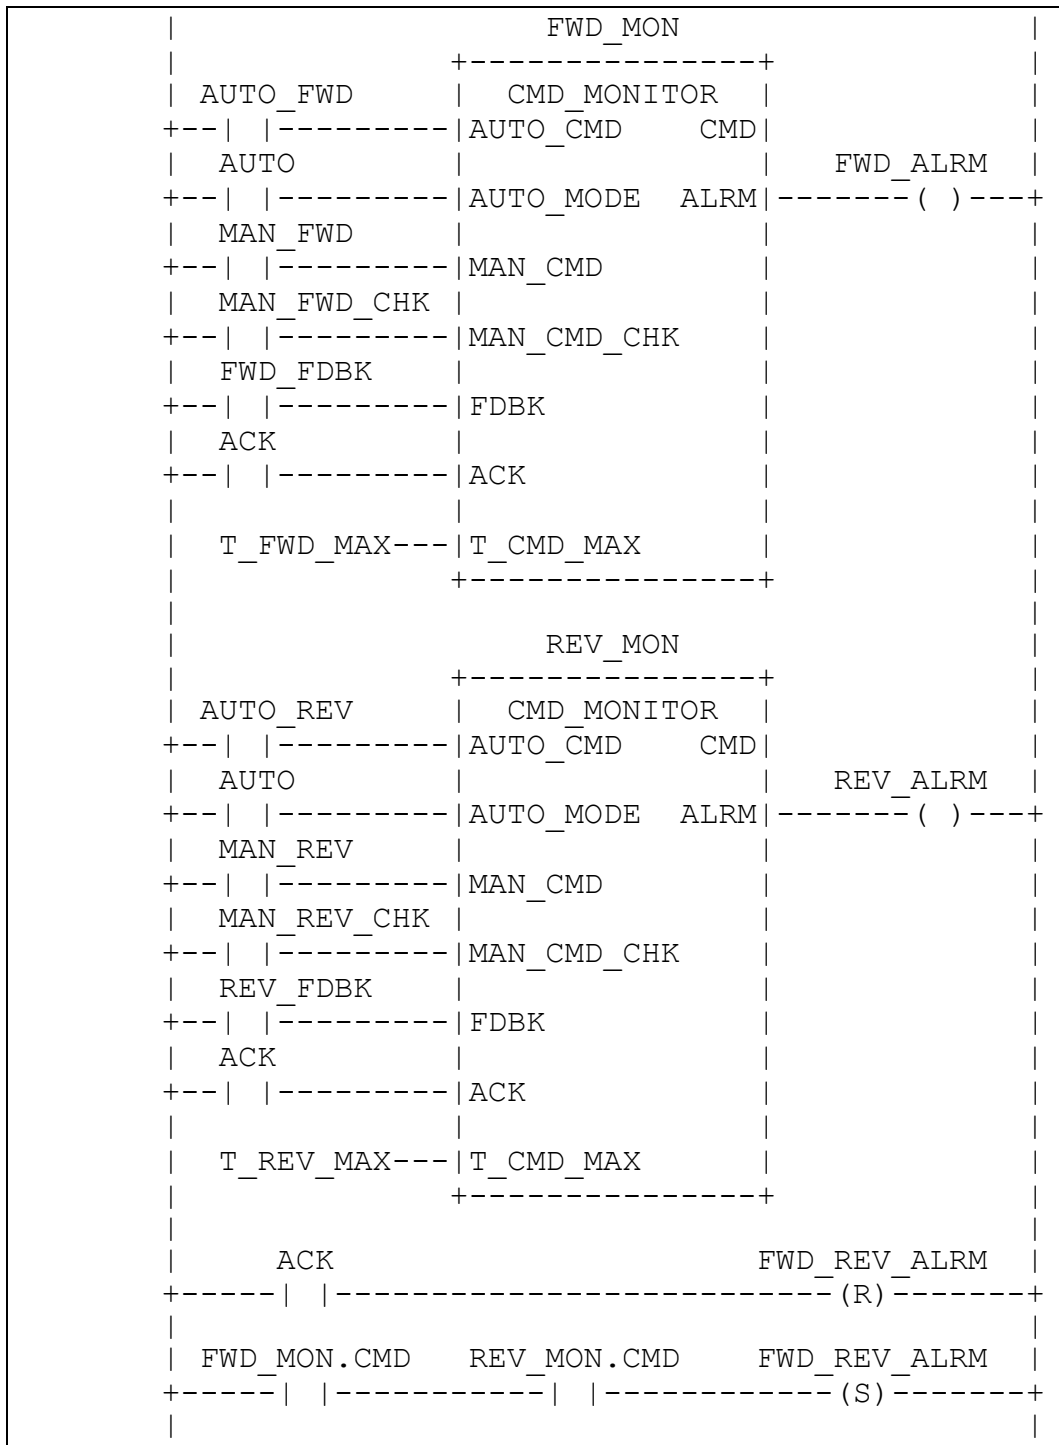 |                   FWD_MON                  |
|              +---------------+             |
| AUTO_FWD     |  CMD_MONITOR  |             |
+--| |---------|AUTO_CMD    CMD|             |
|  AUTO        |               |   FWD_ALRM  |
+--| |---------|AUTO_MODE  ALRM|-------( )---+
|  MAN_FWD     |               |             |
+--| |---------|MAN_CMD        |             |
|  MAN_FWD_CHK |               |             |
+--| |---------|MAN_CMD_CHK    |             |
|  FWD_FDBK    |               |             |
+--| |---------|FDBK           |             |
|  ACK         |               |             |
+--| |---------|ACK            |             |
|              |               |             |
|  T_FWD_MAX---|T_CMD_MAX      |             |
|              +---------------+             |
|                                            |
|                   REV_MON                  |
|              +---------------+             |
| AUTO_REV     |  CMD_MONITOR  |             |
+--| |---------|AUTO_CMD    CMD|             |
|  AUTO        |               |   REV_ALRM  |
+--| |---------|AUTO_MODE  ALRM|-------( )---+
|  MAN_REV     |               |             |
+--| |---------|MAN_CMD        |             |
|  MAN_REV_CHK |               |             |
+--| |---------|MAN_CMD_CHK    |             |
|  REV_FDBK    |               |             |
+--| |---------|FDBK           |             |
|  ACK         |               |             |
+--| |---------|ACK            |             |
|              |               |             |
|  T_REV_MAX---|T_CMD_MAX      |             |
|              +---------------+             |
|                                            |
|     ACK                      FWD_REV_ALRM  |
+-----| |--------------------------(R)-------+
|                                            |
| FWD_MON.CMD   REV_MON.CMD    FWD_REV_ALRM  |
+-----| |-----------| |------------(S)-------+
|                                            |